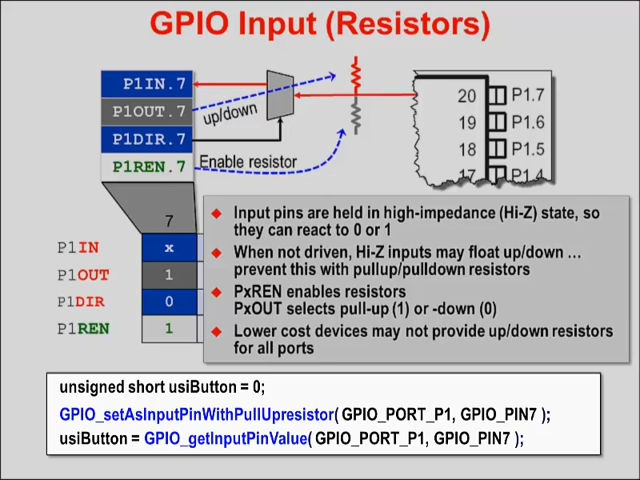 GPIO Input (Resistors)
P1IN.7
P1OUT.7
P1DIR.7
P1REN.7
up/down
Enable resistor
20 P1.7
19 P1.6
18 P1.5
17 P1.4
7
P1IN x
P1OUT 1
P1DIR 0
P1REN 1
Input pins are held in high-impedance (Hi-Z) state, so
they can react to 0 or 1
When not driven, Hi-Z inputs may float up/down …
prevent this with pullup/pulldown resistors
PxREN enables resistors
PxOUT selects pull-up (1) or -down (0)
Lower cost devices may not provide up/down resistors
for all ports
unsigned short usiButton = 0;
GPIO_setAsInputPinWithPullUpresistor( GPIO_PORT_P1, GPIO_PIN7 );
usiButton = GPIO_getInputPinValue( GPIO_PORT_P1, GPIO_PIN7 );